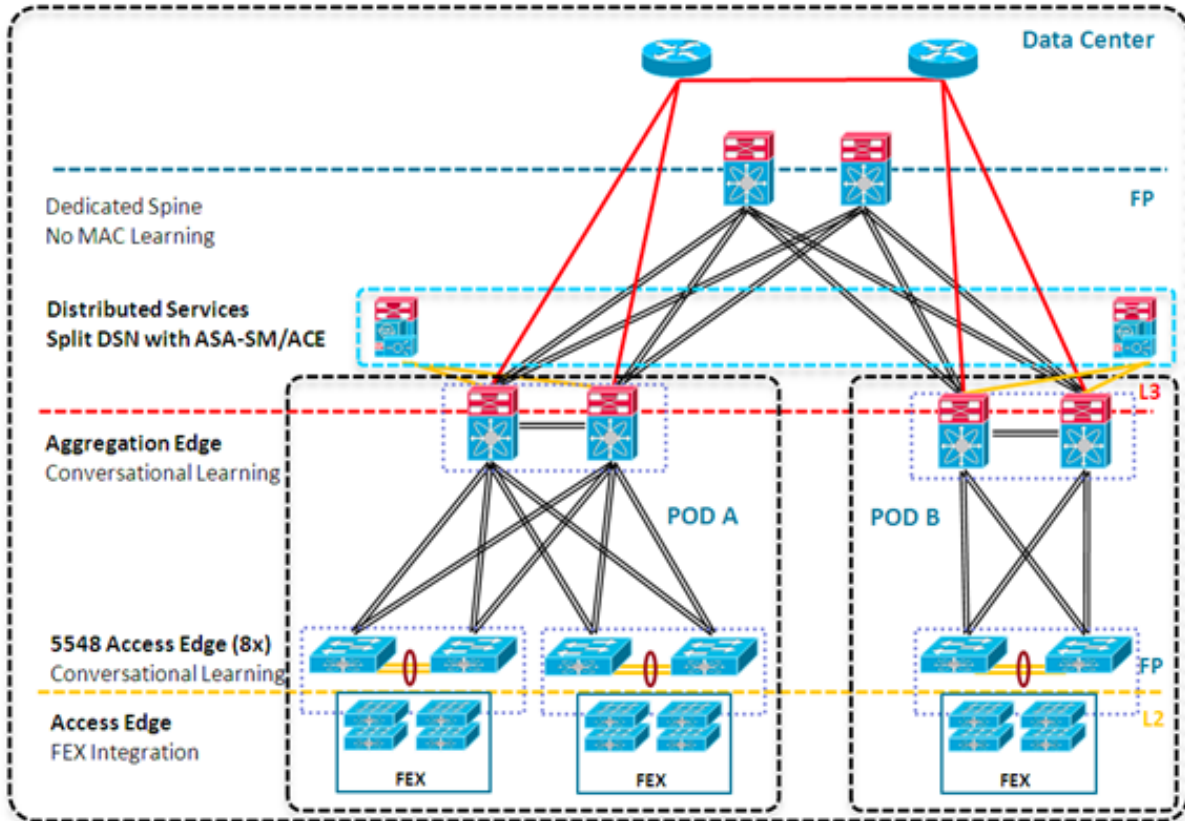 Data Center
Dedicated Spine
No MAC Learning
FP
Distributed Services
Split DSN with ASA-SM/ACE
L3
Aggregation Edge
Conversational Learning
POD A
POD B
5548 Access Edge (8x)
Conversational Learning
FP
L2
Access Edge
FEX Integration
FEX
FEX
FEX